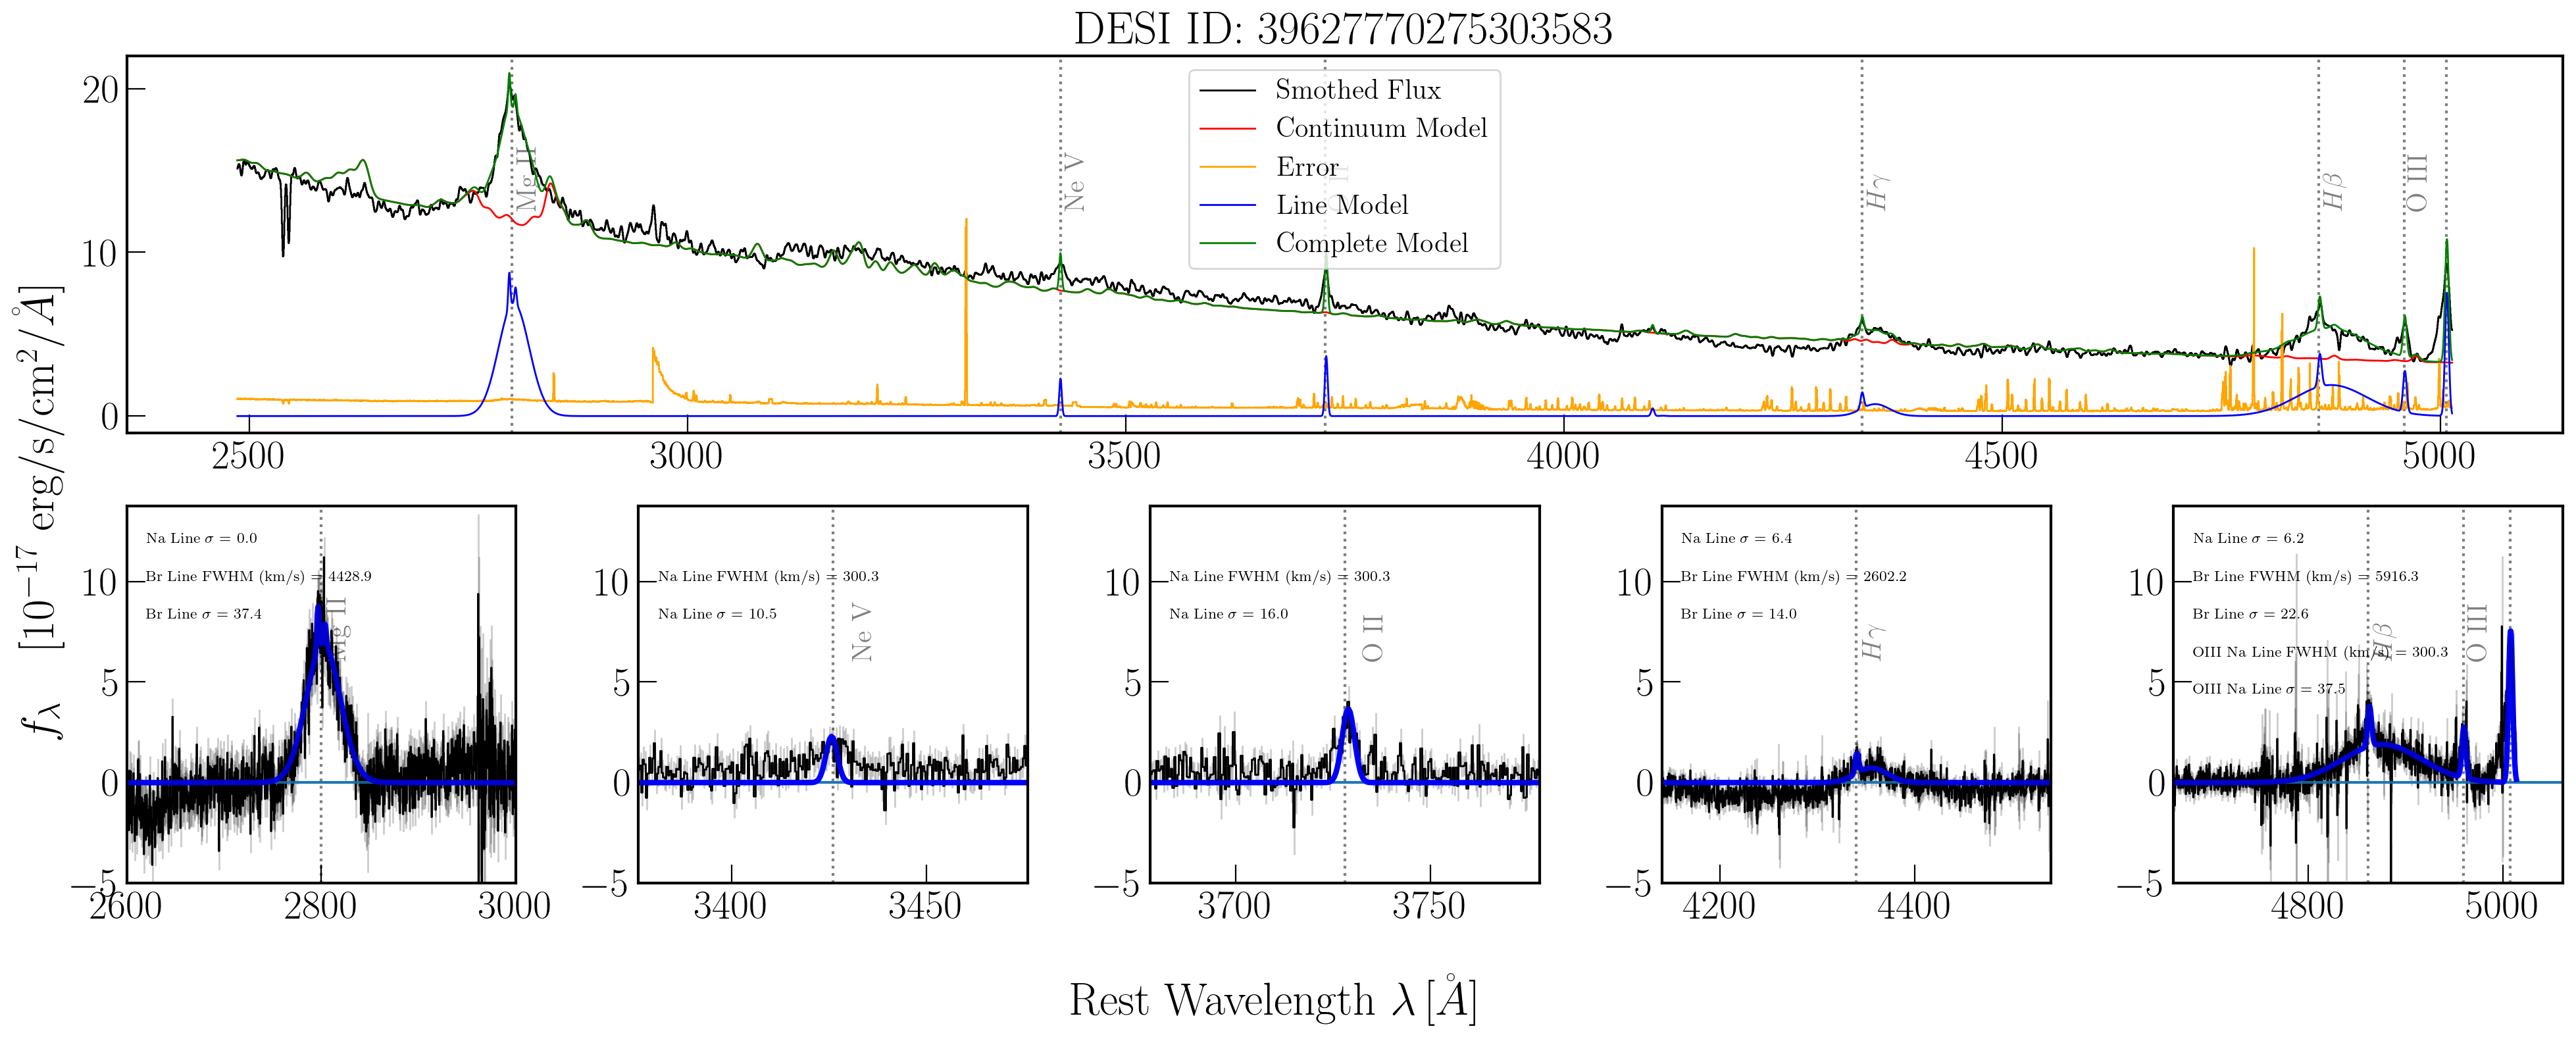 DESI ID: 39627770275303583
20
10
0
Mg II
Ne V
Hγ
Hβ
O III
Smothed Flux
Continuum Model
Error
Line Model
Complete Model
2500
3000
3500
4000
4500
5000
f_λ [10^{-17} erg/s/cm^2/Å]
10
5
0
−5
Na Line σ = 0.0
Br Line FWHM (km/s) = 4428.9
Br Line σ = 37.4
Mg II
2600
2800
3000
10
5
0
−5
Na Line FWHM (km/s) = 300.3
Na Line σ = 10.5
Ne V
3400
3450
10
5
0
−5
Na Line FWHM (km/s) = 300.3
Na Line σ = 16.0
O II
3700
3750
10
5
0
−5
Na Line σ = 6.4
Br Line FWHM (km/s) = 2602.2
Br Line σ = 14.0
Hγ
4200
4400
10
5
0
−5
Na Line σ = 6.2
Br Line FWHM (km/s) = 5916.3
Br Line σ = 22.6
OIII Na Line FWHM (km/s) = 300.3
OIII Na Line σ = 37.5
Hβ
O III
4800
5000
Rest Wavelength λ [Å]